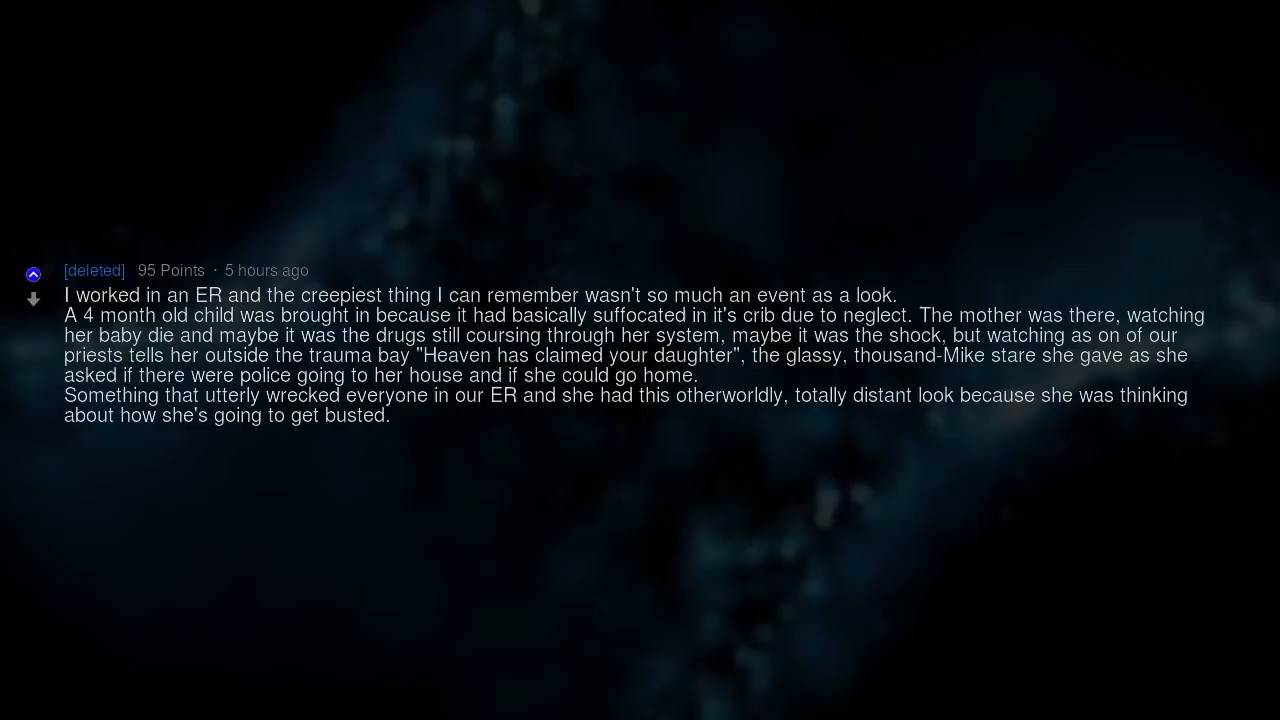 [deleted] 95 Points · 5 hours ago
I worked in an ER and the creepiest thing I can remember wasn't so much an event as a look.
A 4 month old child was brought in because it had basically suffocated in it's crib due to neglect. The mother was there, watching
her baby die and maybe it was the drugs still coursing through her system, maybe it was the shock, but watching as on of our
priests tells her outside the trauma bay "Heaven has claimed your daughter", the glassy, thousand-Mike stare she gave as she
asked if there were police going to her house and if she could go home.
Something that utterly wrecked everyone in our ER and she had this otherworldly, totally distant look because she was thinking
about how she's going to get busted.